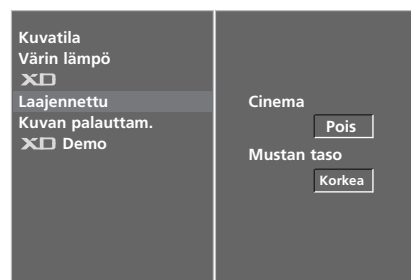 Kuvatila
Värin lämpö
XD
Laajennettu
Kuvan palauttam.
XD Demo
Cinema
Pois
Mustan taso
Korkea